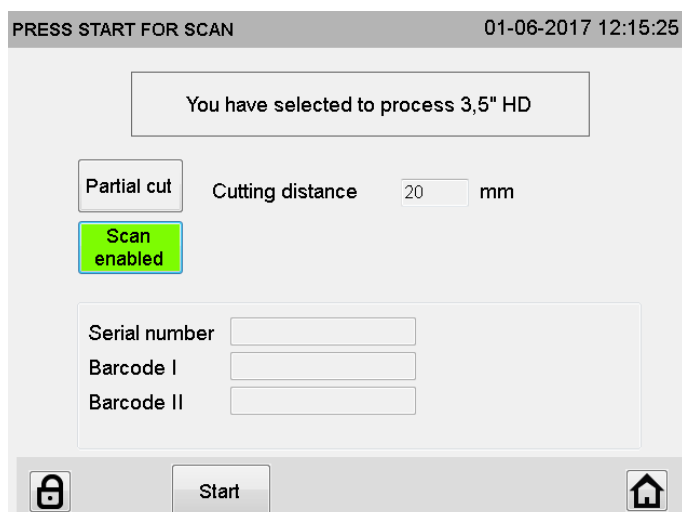 PRESS START FOR SCAN 01-06-2017 12:15:25
You have selected to process 3,5" HD
Partial cut Cutting distance 20 mm
Scan
enabled
Serial number
Barcode I
Barcode II
Start